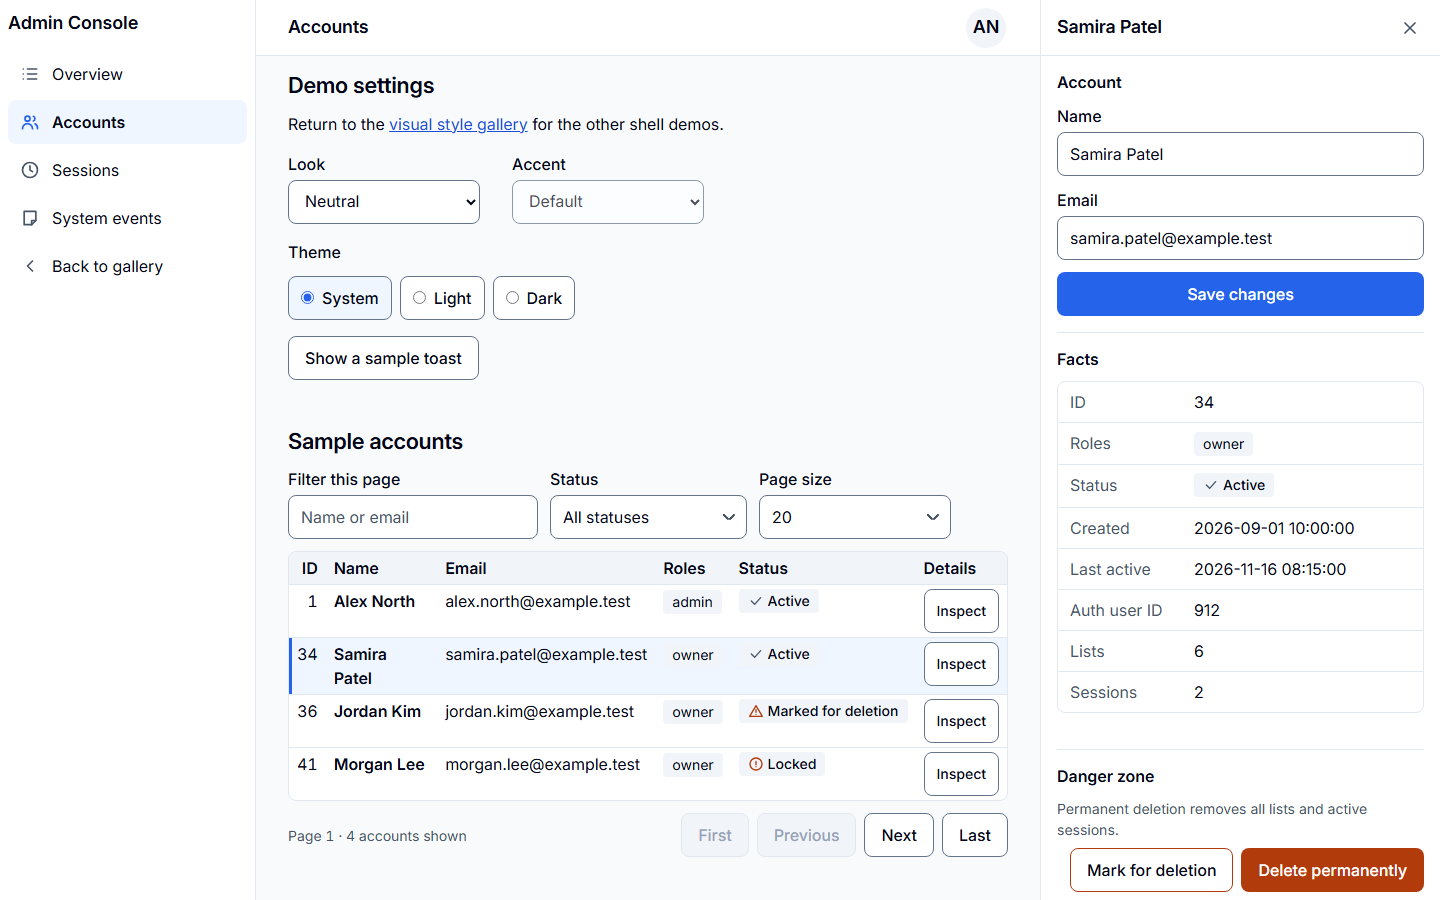 Admin Console
Overview
Accounts
Sessions
System events
Back to gallery
Accounts
AN
Demo settings
Return to the visual style gallery for the other shell demos.
Look
Accent
Neutral
Default
Theme
System
Light
Dark
Show a sample toast
Sample accounts
Filter this page
Status
Page size
Name or email
All statuses
20
ID Name Email Roles Status Details
1 Alex North alex.north@example.test admin Active Inspect
34 Samira Patel samira.patel@example.test owner Active Inspect
36 Jordan Kim jordan.kim@example.test owner Marked for deletion Inspect
41 Morgan Lee morgan.lee@example.test owner Locked Inspect
Page 1 · 4 accounts shown
First
Previous
Next
Last
Samira Patel
Account
Name
Samira Patel
Email
samira.patel@example.test
Save changes
Facts
ID 34
Roles owner
Status Active
Created 2026-09-01 10:00:00
Last active 2026-11-16 08:15:00
Auth user ID 912
Lists 6
Sessions 2
Danger zone
Permanent deletion removes all lists and active
sessions.
Mark for deletion
Delete permanently